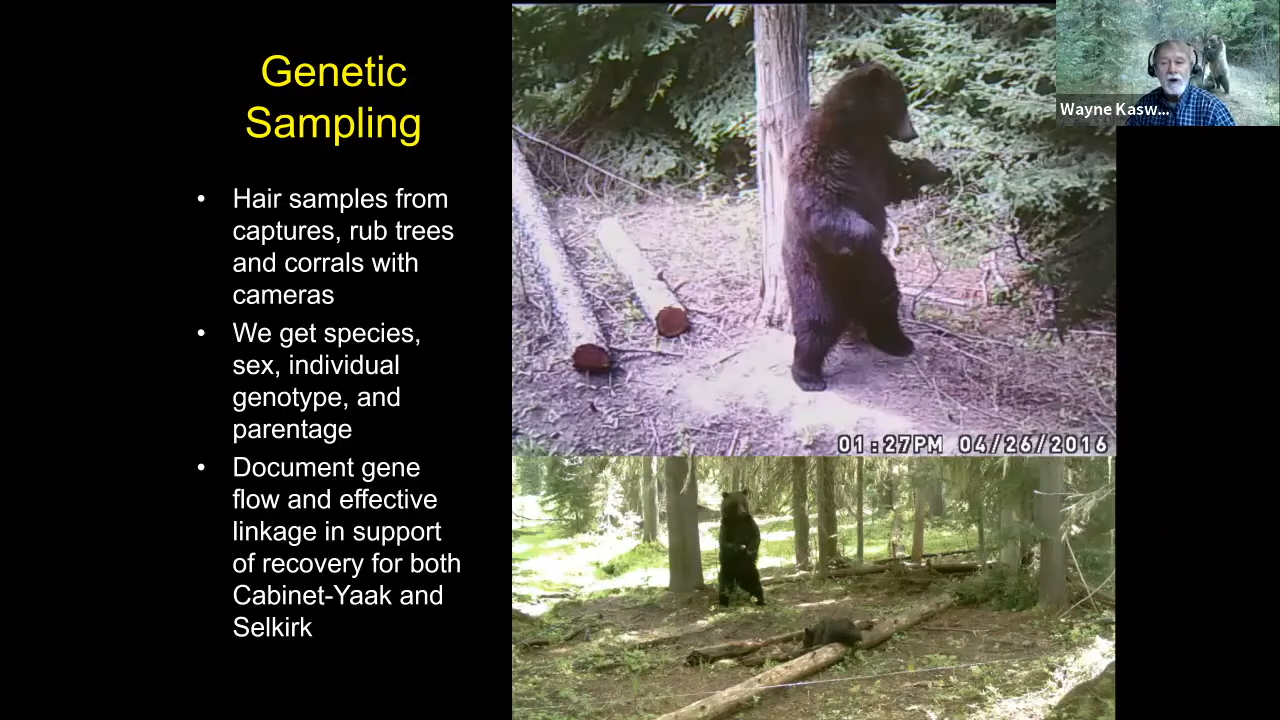 Genetic
Sampling
• Hair samples from
captures, rub trees
and corrals with
cameras
• We get species,
sex, individual
genotype, and
parentage
• Document gene
flow and effective
linkage in support
of recovery for both
Cabinet-Yaak and
Selkirk
01:27PM 04/26/2016
Wayne Kasw...